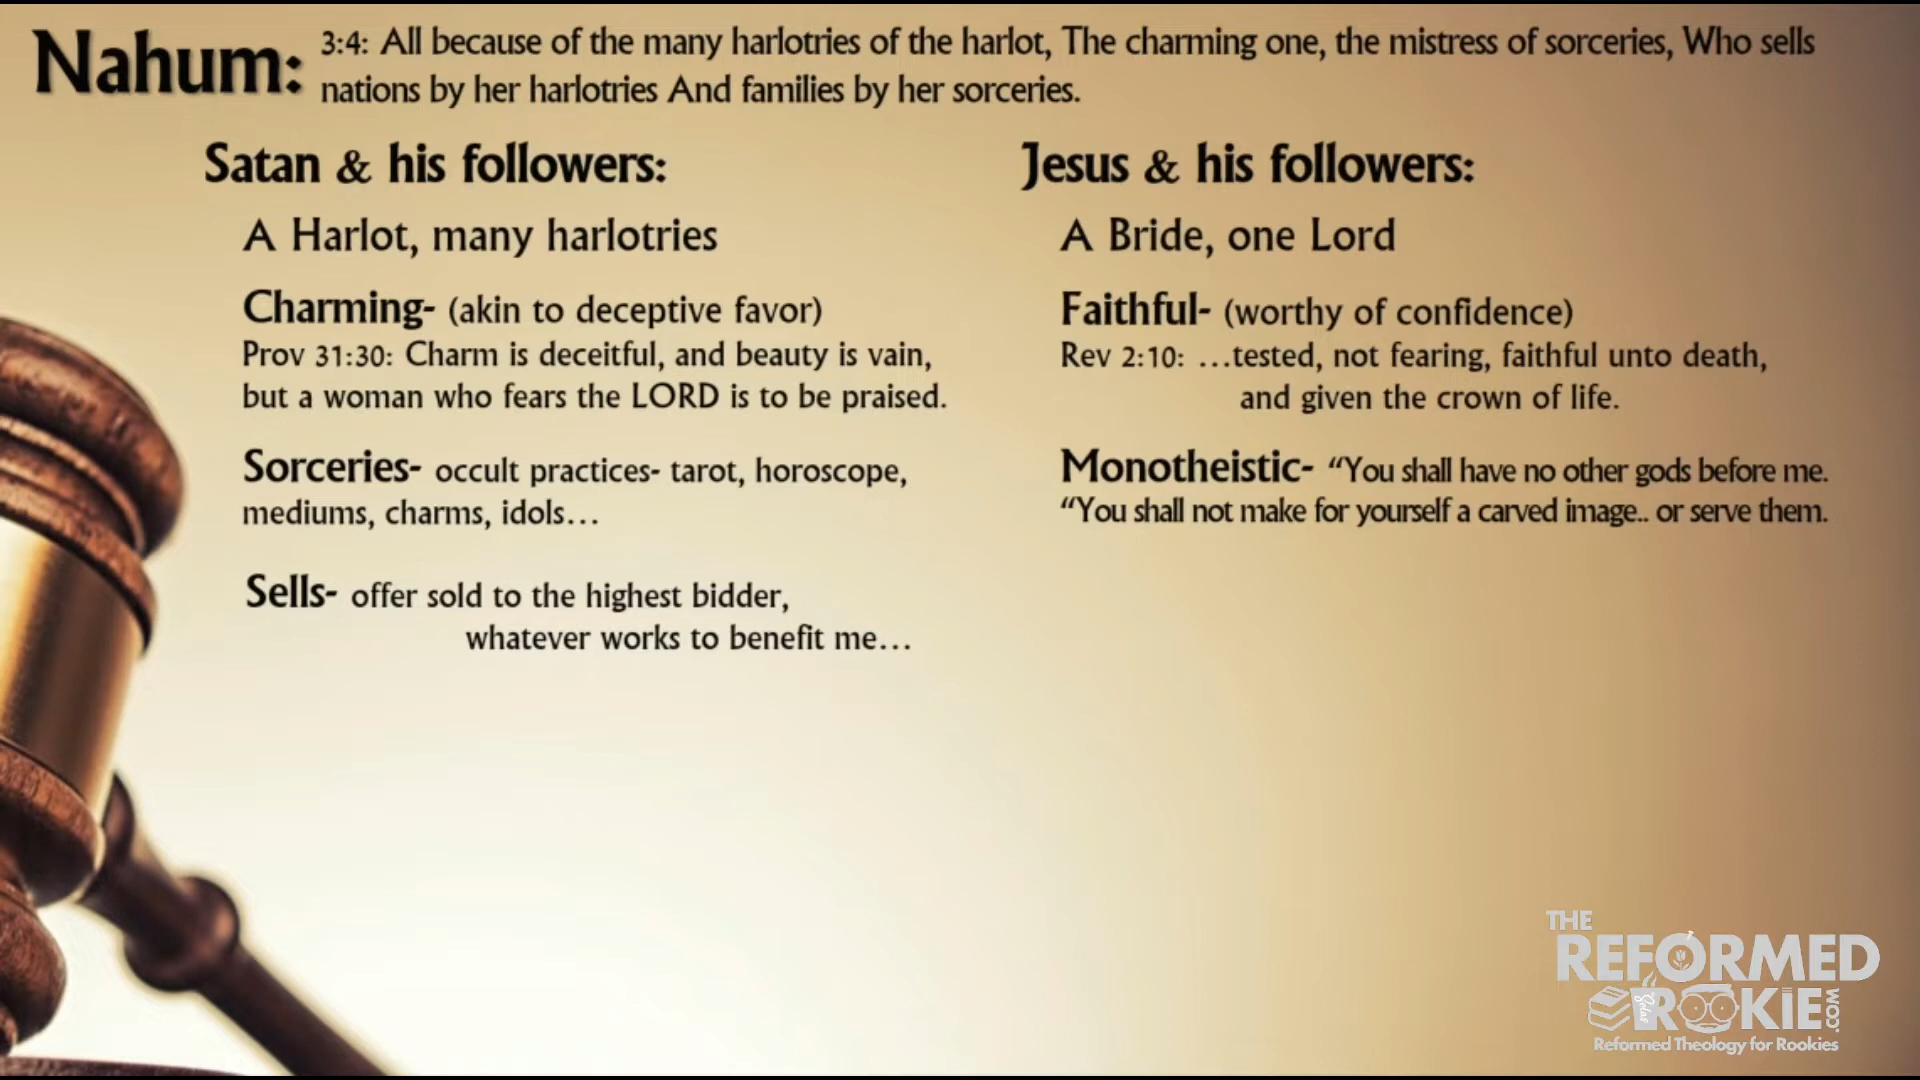 Nahum:
3:4: All because of the many harlotries of the harlot, The charming one, the mistress of sorceries, Who sells
nations by her harlotries And families by her sorceries.
Satan & his followers:
A Harlot, many harlotries
Charming- (akin to deceptive favor)
Prov 31:30: Charm is deceitful, and beauty is vain,
but a woman who fears the LORD is to be praised.
Sorceries- occult practices- tarot, horoscope,
mediums, charms, idols...
Sells- offer sold to the highest bidder,
whatever works to benefit me...
Jesus & his followers:
A Bride, one Lord
Faithful- (worthy of confidence)
Rev 2:10: ...tested, not fearing, faithful unto death,
and given the crown of life.
Monotheistic- “You shall have no other gods before me.
“You shall not make for yourself a carved image.. or serve them.
THE
REFORMED
ROOKIE.COM
Solas
Reformed Theology for Rookies